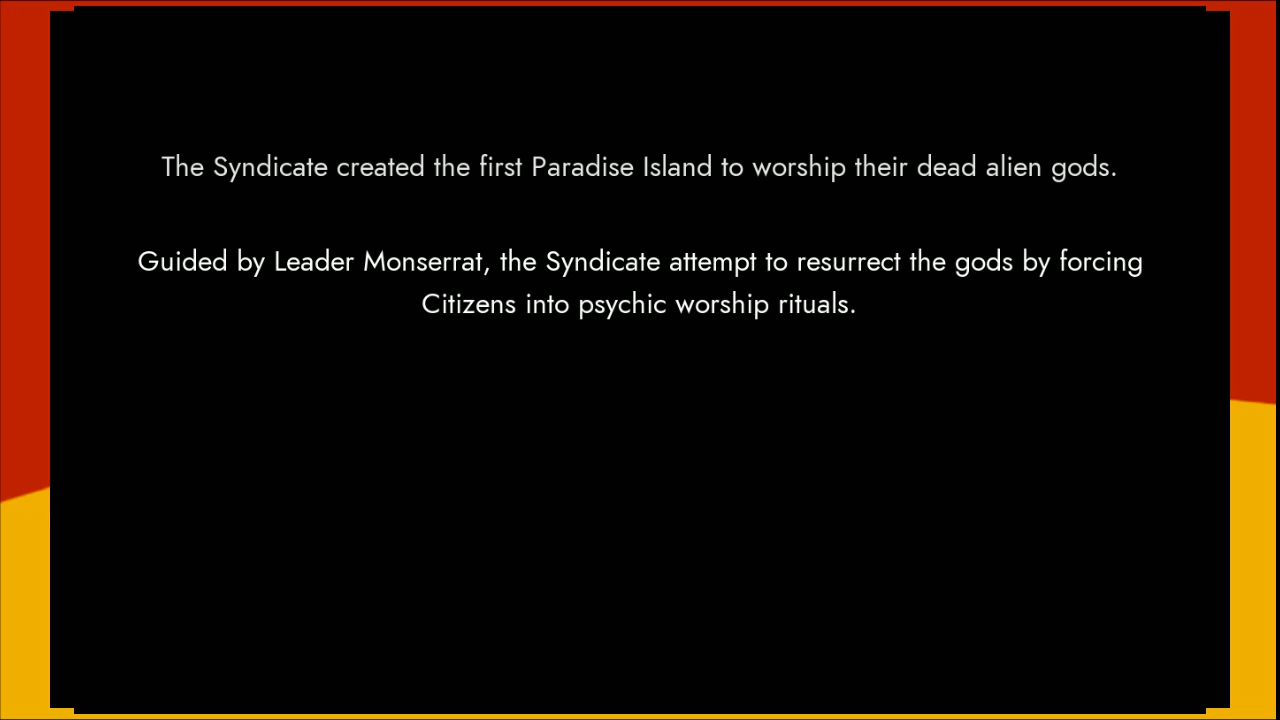 The Syndicate created the first Paradise Island to worship their dead alien gods.
Guided by Leader Monserrat, the Syndicate attempt to resurrect the gods by forcing
Citizens into psychic worship rituals.